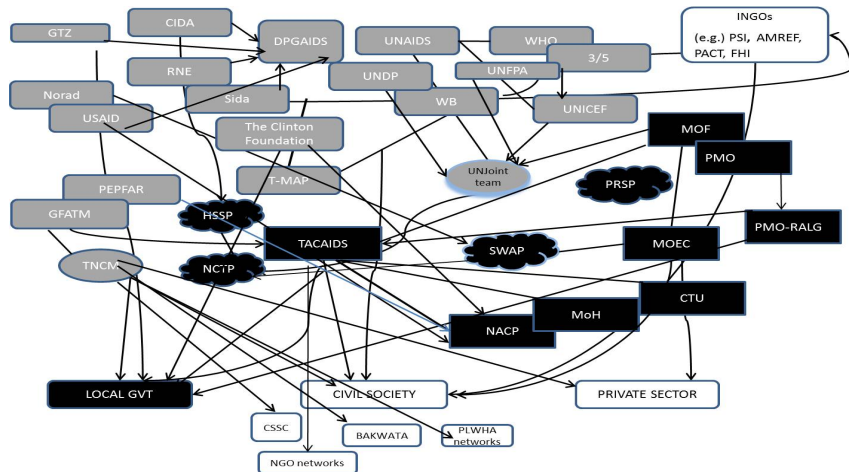 CIDA
GTZ
DPGAIDS
UNAIDS
WHO
INGOs
(e.g.) PSI, AMREF,
PACT, FHI
3/5
RNE
UNDP
UNFPA
Norad
Sida
WB
UNICEF
USAID
The Clinton
Foundation
MOF
PMO
T-MAP
UNJoint
team
PRSP
PEPFAR
GFATM
HSSP
TACAIDS
SWAP
MOEC
PMO-RALG
TNCM
NCTP
CTU
MoH
NACP
LOCAL GVT
CIVIL SOCIETY
PRIVATE SECTOR
CSSC
BAKWATA
PLWHA
networks
NGO networks